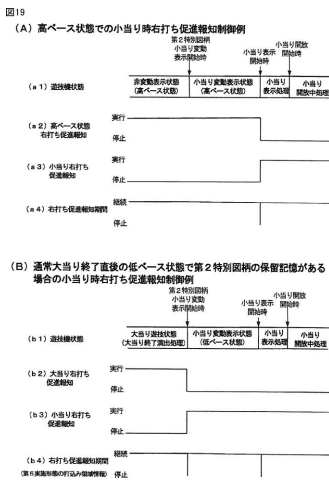 図19
(A) 高ベース状態での小当り時右打ち促進報知制御例
第2特別図柄
小当り変動
表示開始時
小当り表示
開始時
小当り開放
開始時
(a1) 遊技機状態
非変動表示状態
(高ベース状態)
小当り変動表示状態
(高ベース状態)
小当り
表示処理
小当り
開放中処理
(a2) 高ベース状態
右打ち促進報知
実行
停止
(a3) 小当り右打ち
促進報知
実行
停止
(a4) 右打ち促進報知期間
継続
停止
(B) 通常大当り終了直後の低ベース状態で第2特別図柄の保留記憶がある
場合の小当り時右打ち促進報知制御例
第2特別図柄
小当り変動
表示開始時
小当り表示
開始時
小当り開放
開始時
(b1) 遊技機状態
大当り遊技状態
(大当り終了演出処理)
小当り変動表示状態
(低ベース状態)
小当り
表示処理
小当り
開放中処理
(b2) 大当り右打ち
促進報知
実行
停止
(b3) 小当り右打ち
促進報知
実行
停止
(b4) 右打ち促進報知期間
(第6実施形態の打込み領域情報)
継続
停止